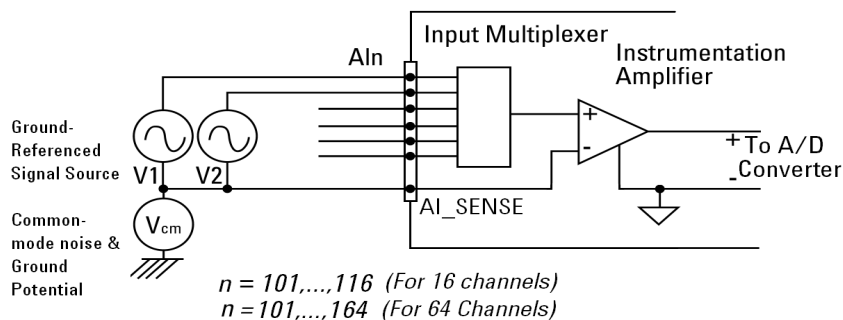 Input Multiplexer
AIn
Instrumentation
Amplifier
Ground-
Referenced
Signal Source
V1
V2
+
-
+
To A/D
-
Converter
AI_SENSE
Common-
mode noise &
Ground
Potential
Vcm
n = 101,...,116 (For 16 channels)
n = 101,...,164 (For 64 Channels)